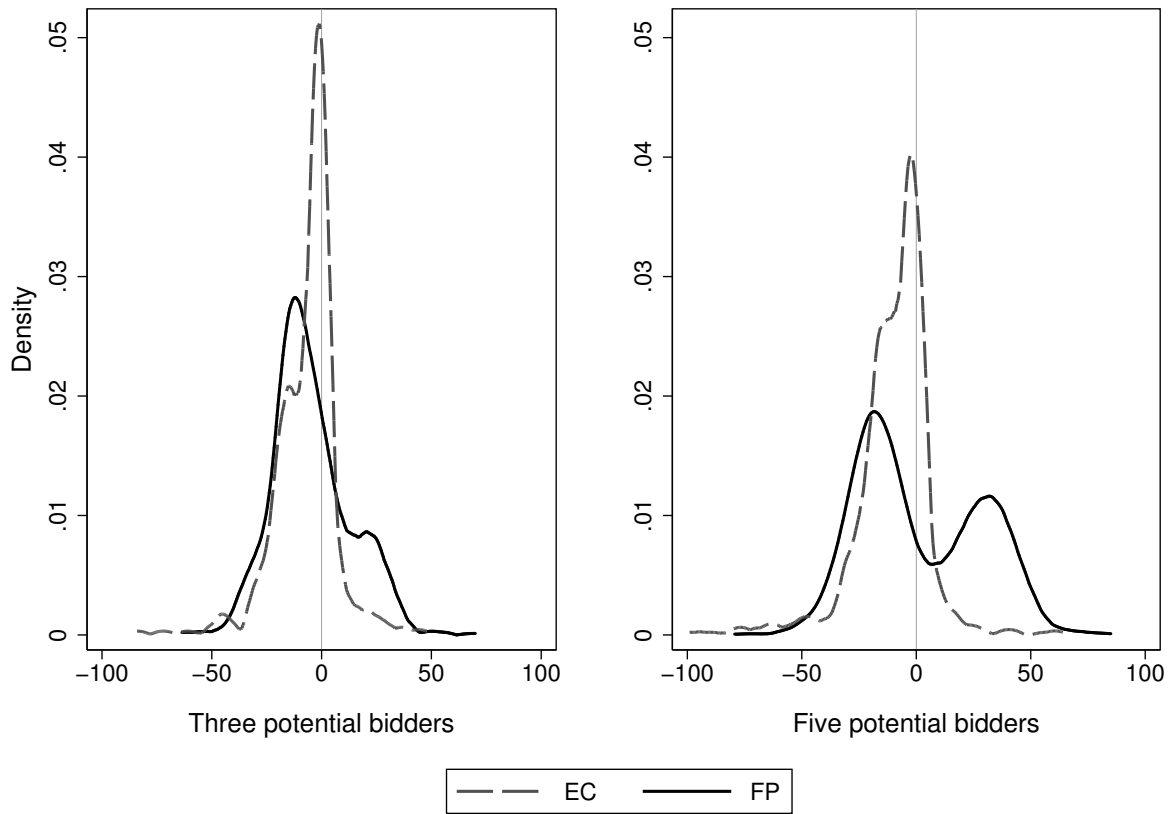 Density
.05
.04
.03
.02
.01
0
−100 −50 0 50 100
Three potential bidders
.05
.04
.03
.02
.01
0
−100 −50 0 50 100
Five potential bidders
EC FP